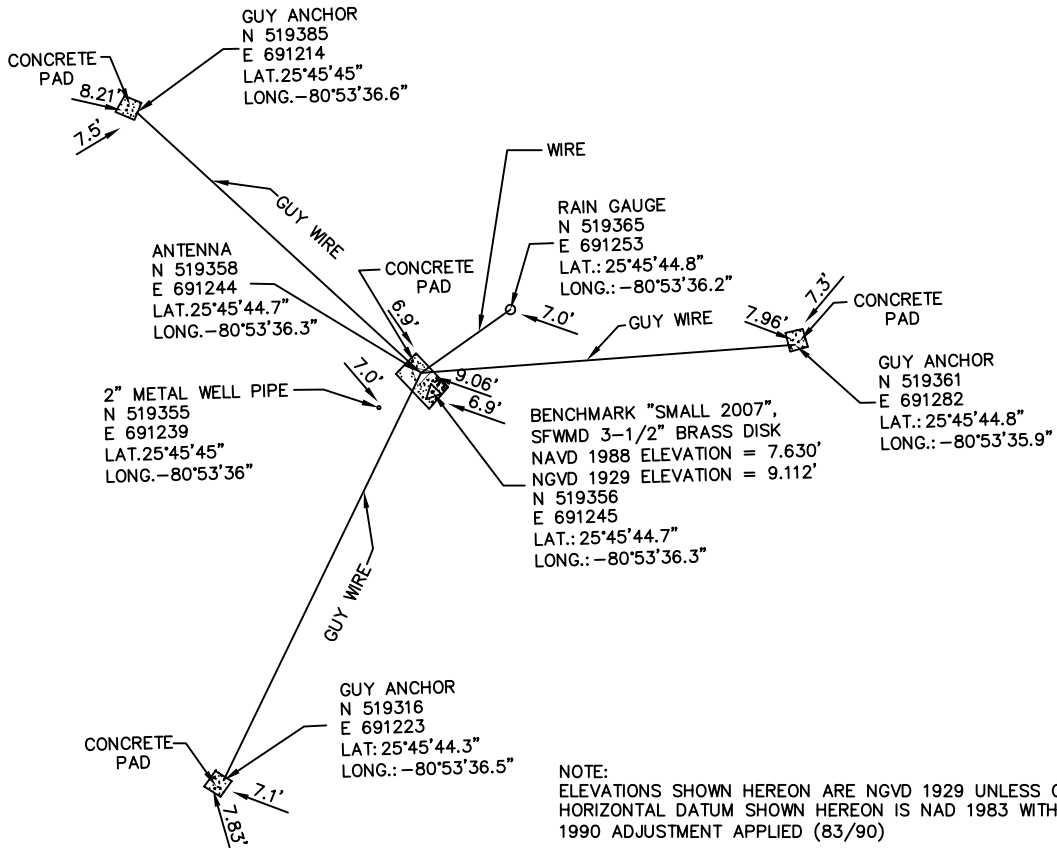 GUY ANCHOR
N 519385
E 691214
LAT.25°45'45"
LONG.-80°53'36.6"
CONCRETE
PAD
8.21'
7.5'
GUY WIRE
WIRE
RAIN GAUGE
N 519365
E 691253
LAT.: 25°45'44.8"
LONG.: -80°53'36.2"
ANTENNA
N 519358
E 691244
LAT.25°45'44.7"
LONG.-80°53'36.3"
CONCRETE
PAD
6.9'
7.0'
GUY WIRE
7.96'
7.3'
CONCRETE
PAD
GUY ANCHOR
N 519361
E 691282
LAT.: 25°45'44.8"
LONG.: -80°53'35.9"
7.0'
2" METAL WELL PIPE
N 519355
E 691239
LAT.25°45'45"
LONG.-80°53'36"
9.06'
6.9'
BENCHMARK "SMALL 2007",
SFWMD 3-1/2" BRASS DISK
NAVD 1988 ELEVATION = 7.630'
NGVD 1929 ELEVATION = 9.112'
N 519356
E 691245
LAT.: 25°45'44.7"
LONG.: -80°53'36.3"
GUY WIRE
GUY ANCHOR
N 519316
E 691223
LAT: 25°45'44.3"
LONG.: -80°53'36.5"
CONCRETE
PAD
7.1'
7.83'
NOTE:
ELEVATIONS SHOWN HEREON ARE NGVD 1929 UNLESS
HORIZONTAL DATUM SHOWN HEREON IS NAD 1983 WITH
1990 ADJUSTMENT APPLIED (83/90)